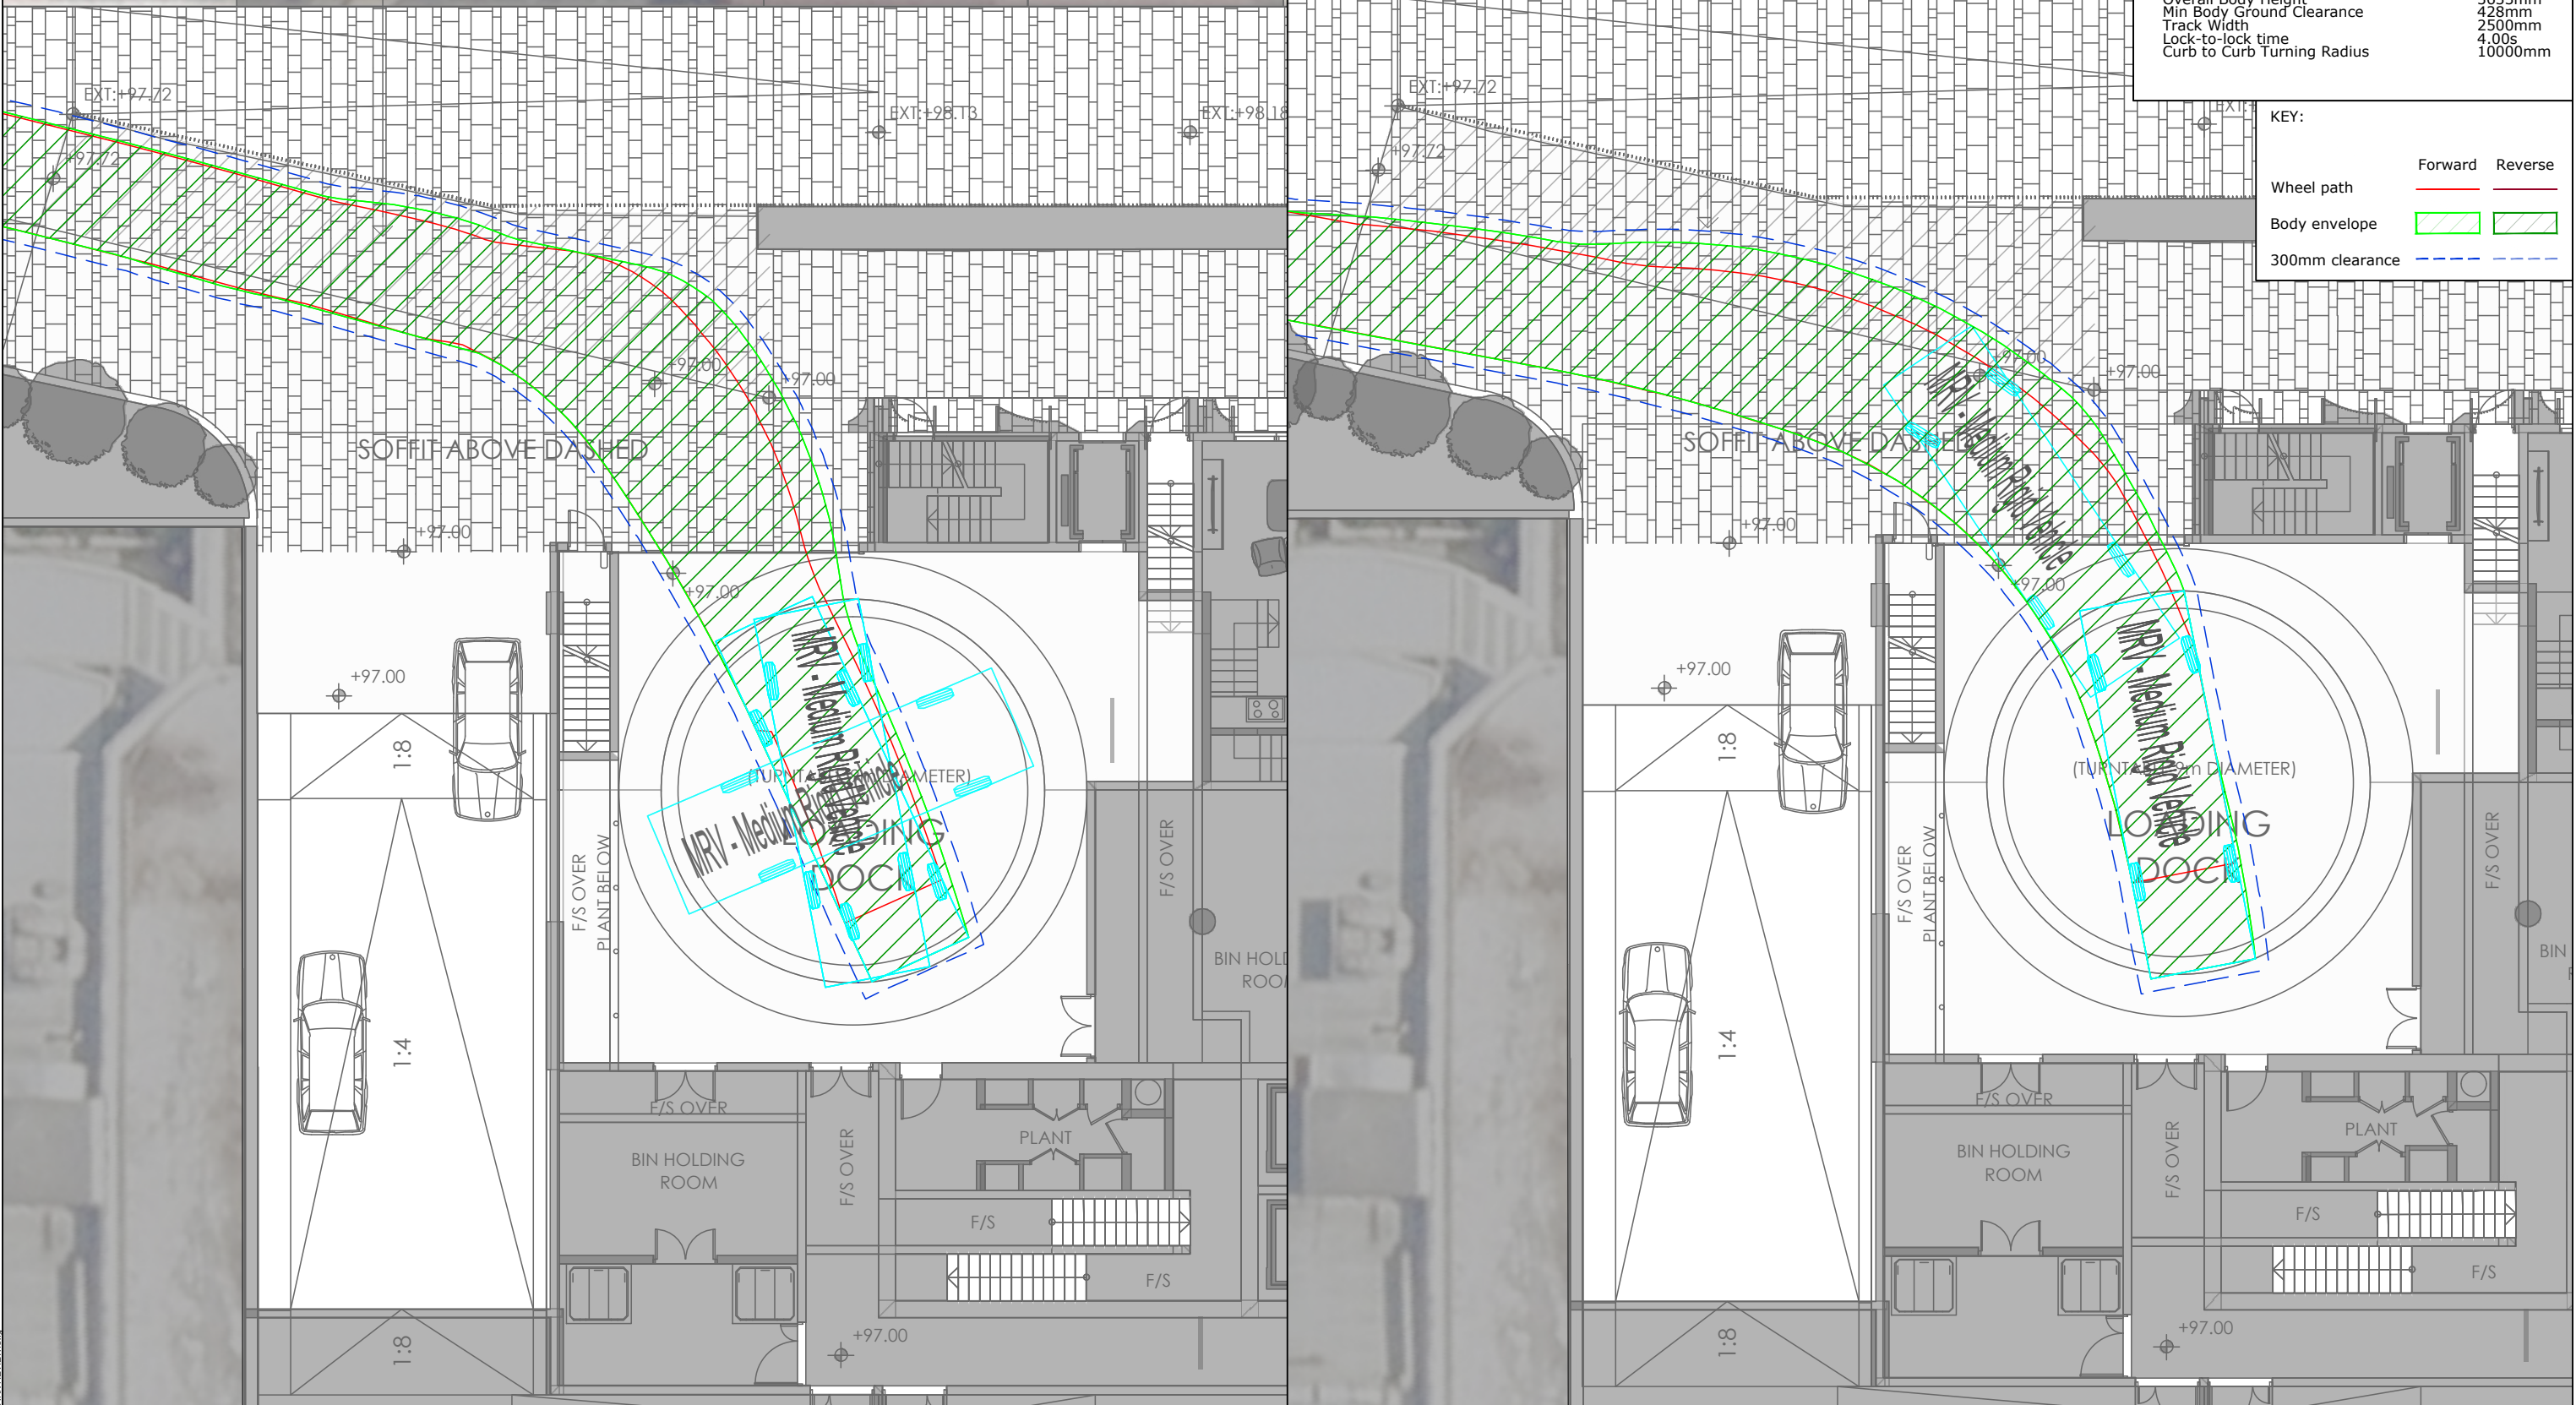 EXT:+97.72
EXT:+98.13
EXT:+98.18
+97.72
+97.00
+97.00
SOFFIT ABOVE DASHED
+97.00
+97.00
+97.00
1:8
MRV - Medium Rigid Vehicle
MRV - Medium Rigid Vehicle
LOADING
DOCK
F/S OVER
PLANT BELOW
F/S OVER
1:4
BIN HOLD
ROOM
F/S OVER
BIN HOLDING
ROOM
F/S OVER
PLANT
F/S
F/S
1:8
+97.00
Overall Body Height
Min Body Ground Clearance 428mm
Track Width 2500mm
Lock-to-lock time 4.00s
Curb to Curb Turning Radius 10000mm
KEY:
Forward Reverse
Wheel path
Body envelope
300mm clearance
EXT:+97.72
EXT:+
+97.72
+97.00
+97.00
SOFFIT ABOVE DASHED
MRV - Medium Rigid Vehicle
+97.00
+97.00
+97.00
1:8
MRV - Medium Rigid Vehicle
(TURNTABLE 9m DIAMETER)
LOADING
DOCK
F/S OVER
PLANT BELOW
F/S OVER
1:4
BIN
F/S OVER
BIN HOLDING
ROOM
F/S OVER
PLANT
F/S
F/S
1:8
+97.00